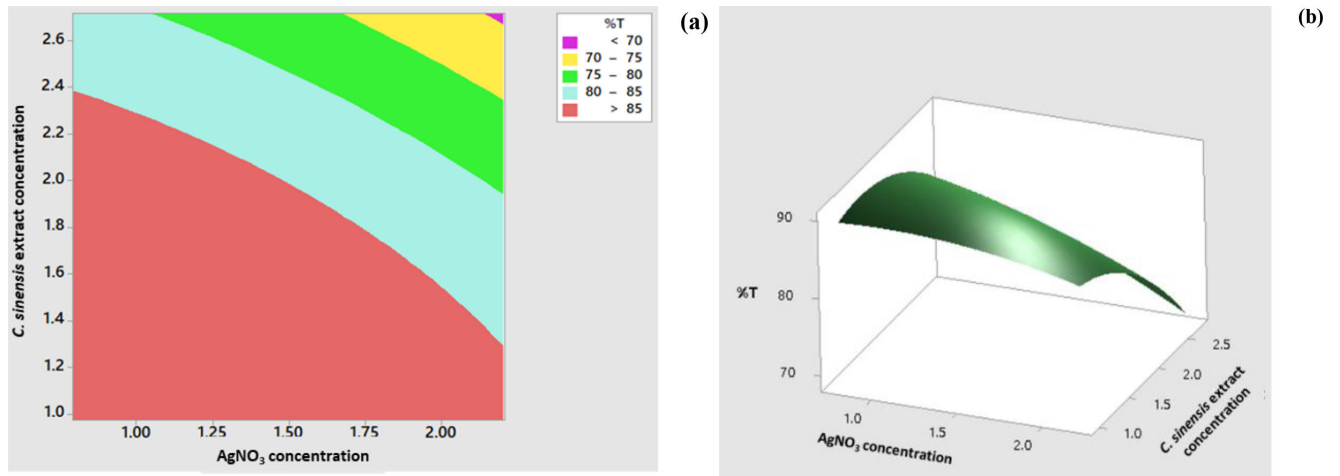 (a)
%T
< 70
70 – 75
75 – 80
80 – 85
> 85
2.6
2.4
2.2
2.0
1.8
1.6
1.4
1.2
1.0
C. sinensis extract concentration
1.00 1.25 1.50 1.75 2.00
AgNO₃ concentration
(b)
90
80
70
%T
1.0 1.5 2.0
AgNO₃ concentration
2.5
2.0
1.5
1.0
C. sinensis extract
concentration